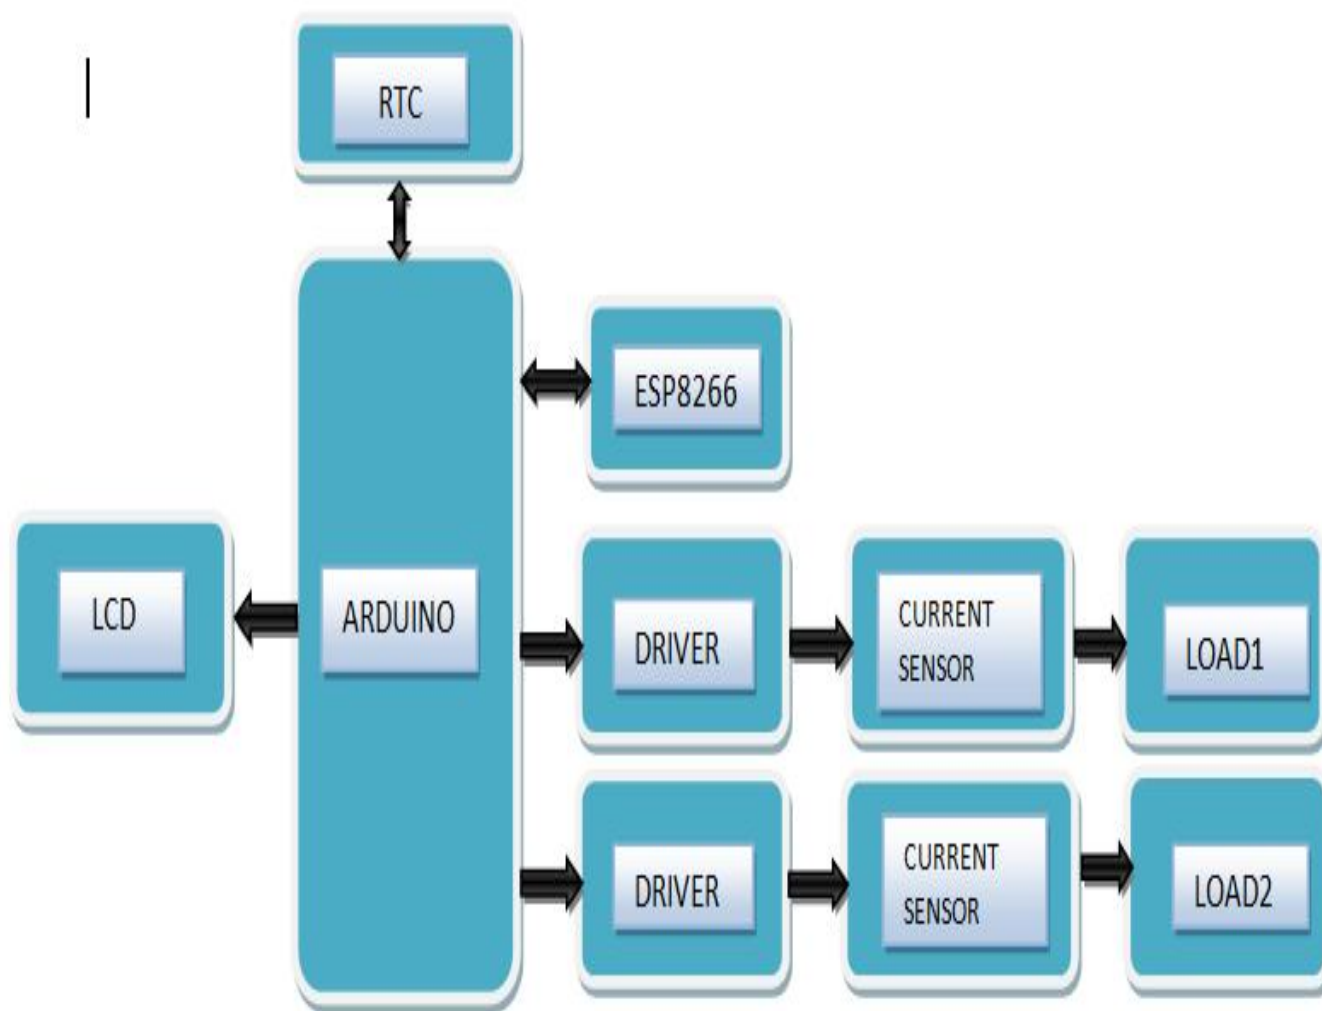 RTC
ESP8266
LCD
ARDUINO
DRIVER
CURRENT
SENSOR
LOAD1
DRIVER
CURRENT
SENSOR
LOAD2